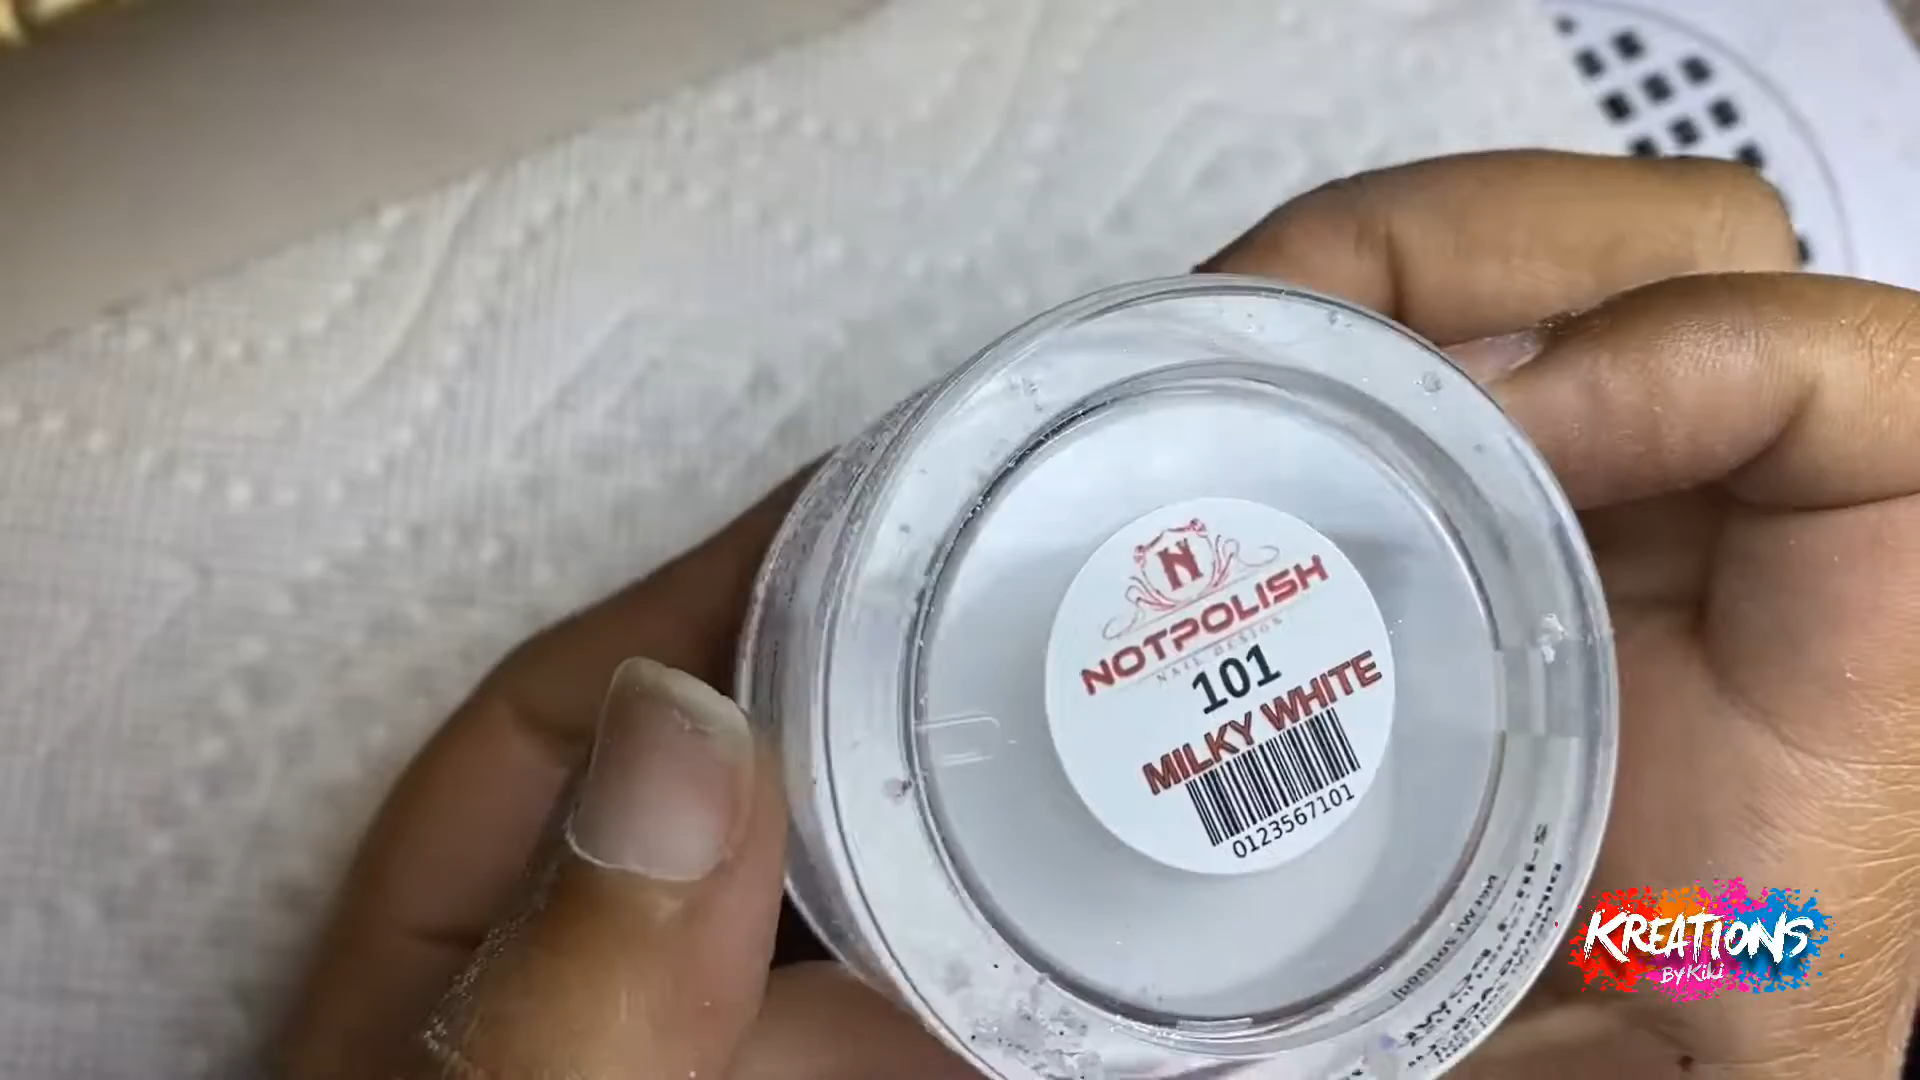 N
NOTPOLISH
NAIL DESIGN
101
MILKY WHITE
0123567101
KREATIONS
By Kiki